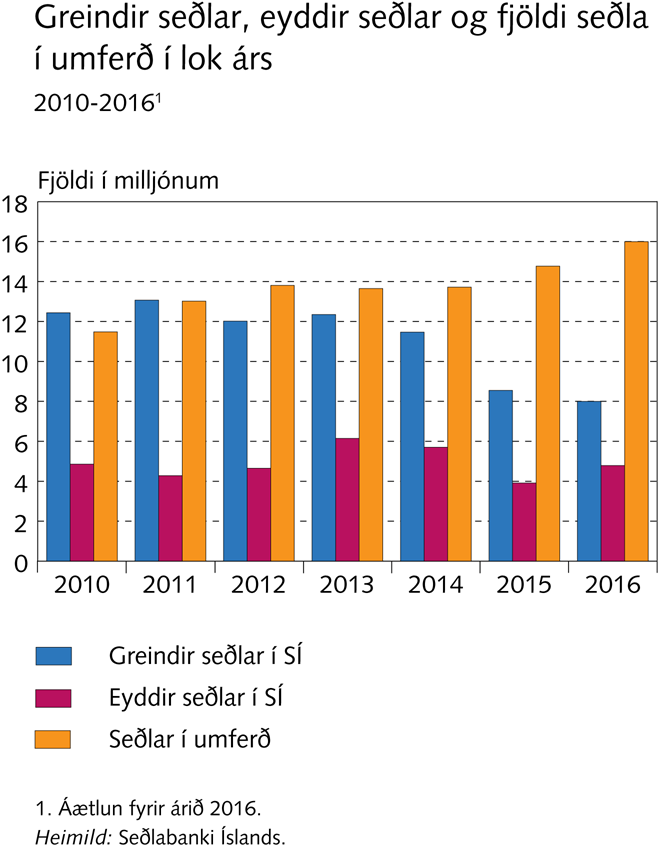 Greindir seðlar, eyddir seðlar og fjöldi seðla
í umferð í lok árs
2010-2016¹
Fjöldi í milljónum
18
16
14
12
10
8
6
4
2
0
2010 2011 2012 2013 2014 2015 2016
Greindir seðlar í SÍ
Eyddir seðlar í SÍ
Seðlar í umferð
1. Áætlun fyrir árið 2016.
Heimild: Seðlabanki Íslands.